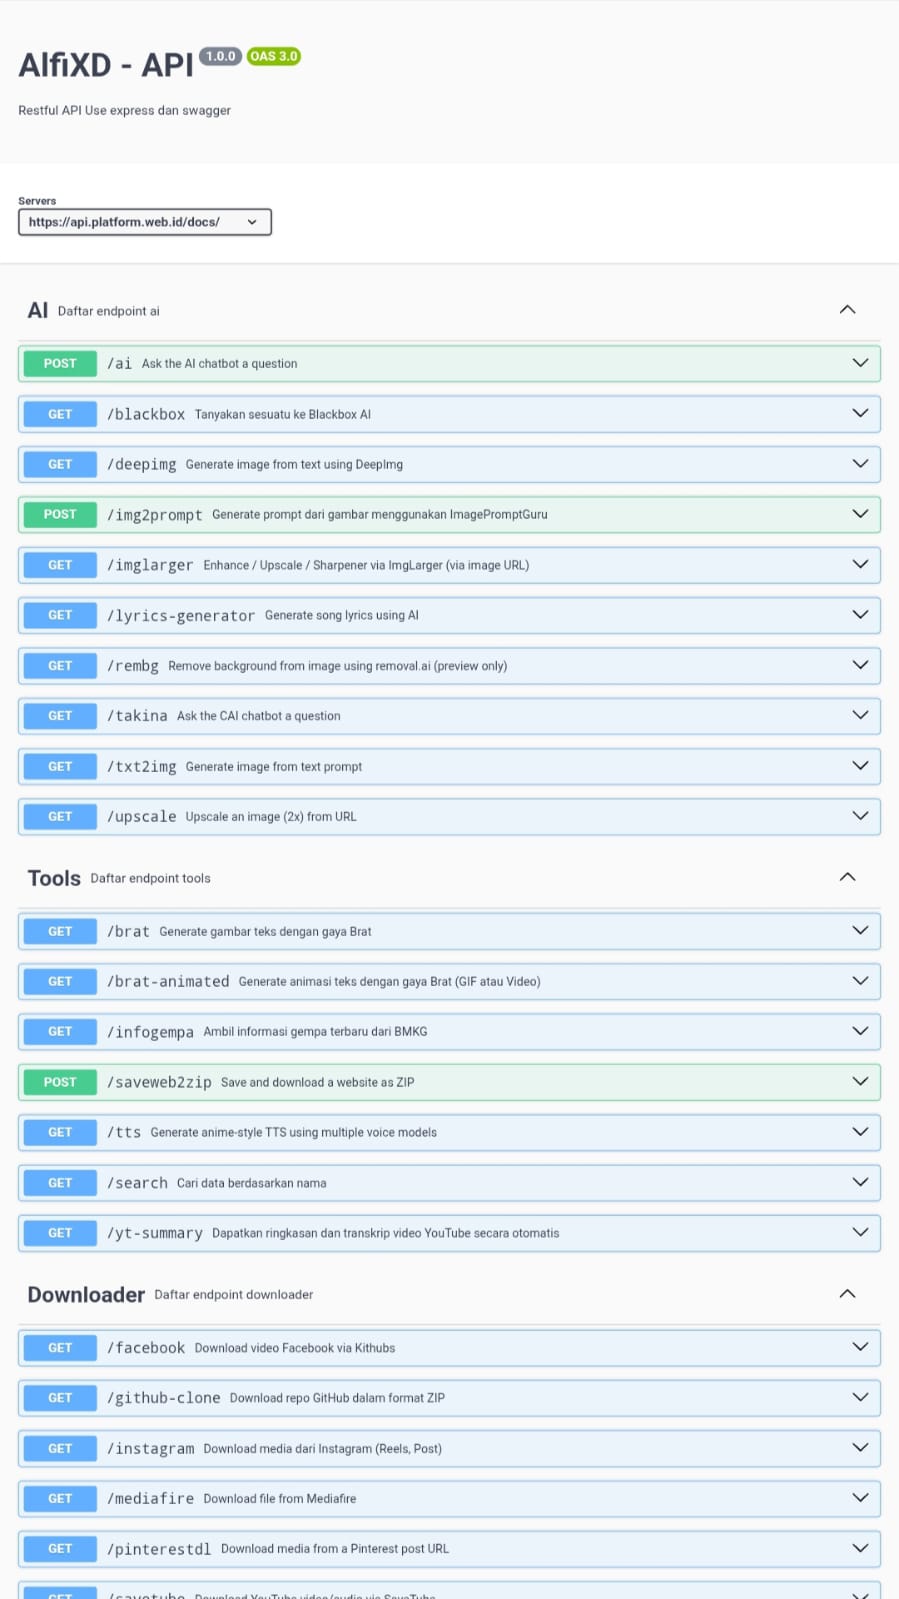 AlfiXD - API 1.0.0 OAS 3.0
Restful API Use express dan swagger
Servers
https://api.platform.web.id/docs/
AI Daftar endpoint ai
POST /ai Ask the AI chatbot a question
GET /blackbox Tanyakan sesuatu ke Blackbox AI
GET /deepimg Generate image from text using DeepImg
POST /img2prompt Generate prompt dari gambar menggunakan ImagePromptGuru
GET /imglarger Enhance / Upscale / Sharpener via ImgLarger (via image URL)
GET /lyrics-generator Generate song lyrics using AI
GET /rembg Remove background from image using removal.ai (preview only)
GET /takina Ask the CAI chatbot a question
GET /txt2img Generate image from text prompt
GET /upscale Upscale an image (2x) from URL
Tools Daftar endpoint tools
GET /brat Generate gambar teks dengan gaya Brat
GET /brat-animated Generate animasi teks dengan gaya Brat (GIF atau Video)
GET /infogempa Ambil informasi gempa terbaru dari BMKG
POST /saveweb2zip Save and download a website as ZIP
GET /tts Generate anime-style TTS using multiple voice models
GET /search Cari data berdasarkan nama
GET /yt-summary Dapatkan ringkasan dan transkrip video YouTube secara otomatis
Downloader Daftar endpoint downloader
GET /facebook Download video Facebook via Kithubs
GET /github-clone Download repo GitHub dalam format ZIP
GET /instagram Download media dari Instagram (Reels, Post)
GET /mediafire Download file from Mediafire
GET /pinterestdl Download media from a Pinterest post URL
GET /savetube Download YouTube video/audio via SaveTube